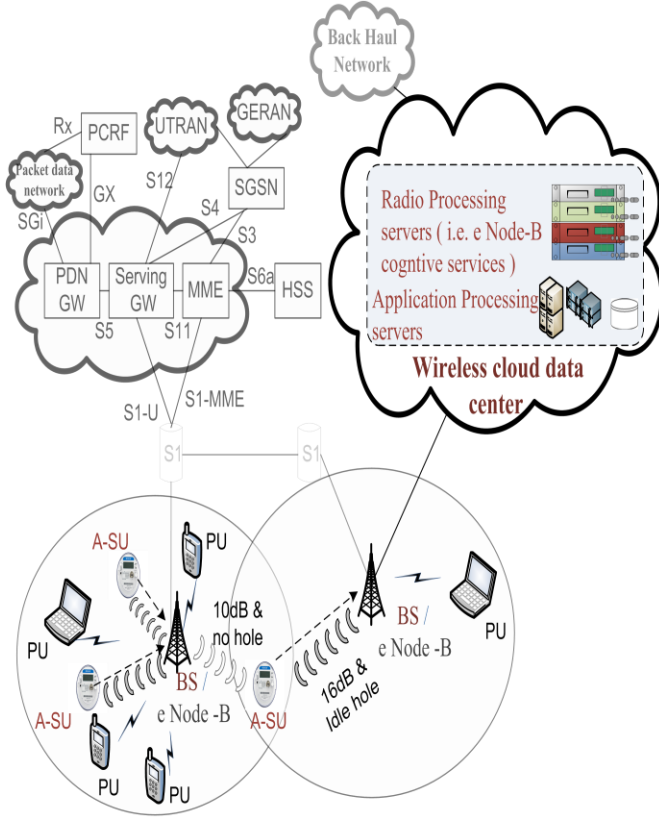 Back Haul
Network
Rx
PCRF
UTRAN
GERAN
Packet data
network
GX
S12
SGSN
SGi
S4
S3
PDN
GW
Serving
GW
MME
S6a
HSS
S5
S11
S1-U
S1-MME
S1
S1
Radio Processing
servers ( i.e. e Node-B
cogntive services )
Application Processing
servers
Wireless cloud data
center
A-SU
PU
PU
10dB &
no hole
A-SU
BS /
e Node -B
PU
PU
A-SU
16dB &
Idle hole
BS /
e Node -B
PU